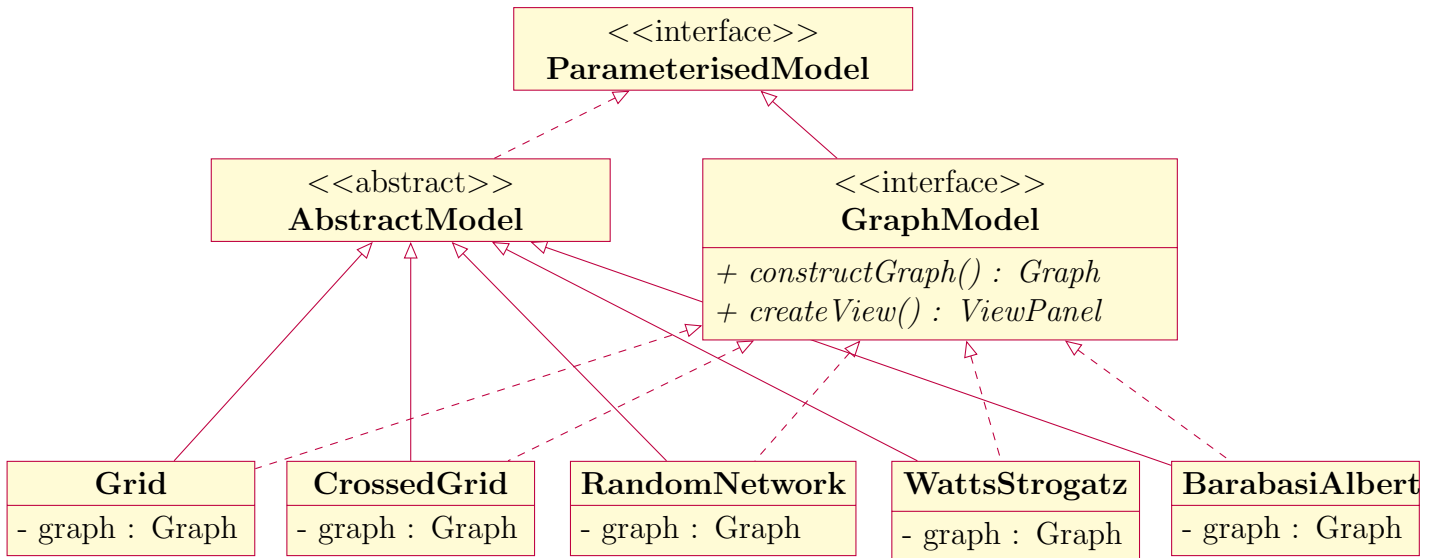 <<interface>>
ParameterisedModel
<<abstract>>
AbstractModel
<<interface>>
GraphModel
+ constructGraph() : Graph
+ createView() : ViewPanel
Grid
- graph : Graph
CrossedGrid
- graph : Graph
RandomNetwork
- graph : Graph
WattsStrogatz
- graph : Graph
BarabasiAlbert
- graph : Graph